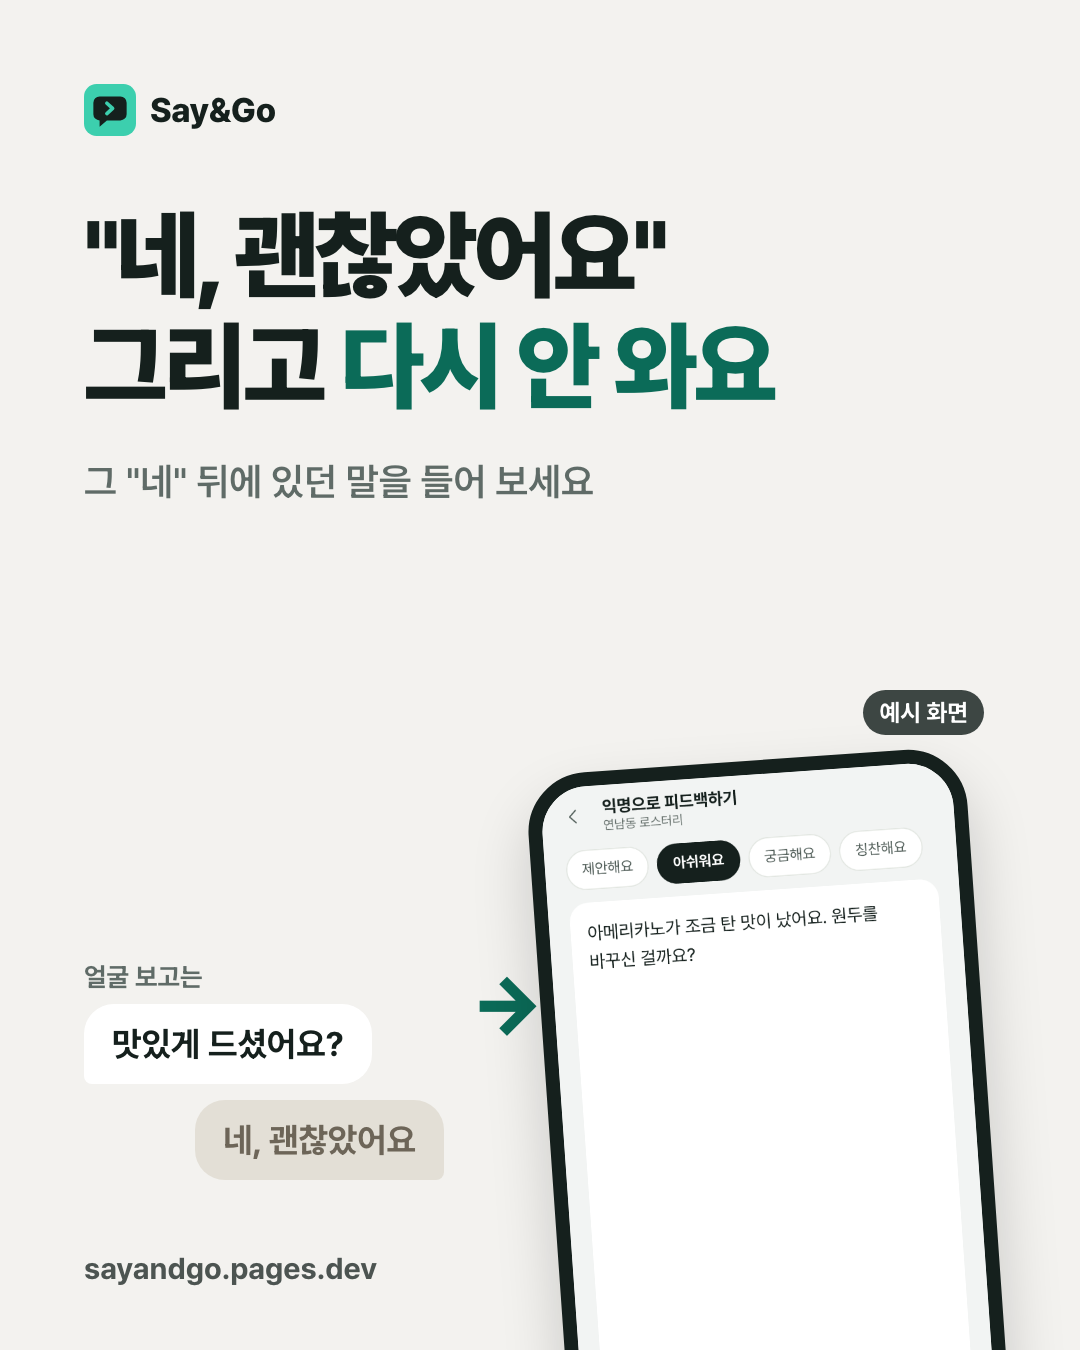 Say&Go
"네, 괜찮았어요"
그리고 다시 안 와요
그 "네" 뒤에 있던 말을 들어 보세요
예시 화면
익명으로 피드백하기
연남동 로스터리
제안해요 아쉬워요 궁금해요 칭찬해요
아메리카노가 조금 탄 맛이 났어요. 원두를
바꾸신 걸까요?
얼굴 보고는
맛있게 드셨어요?
네, 괜찮았어요
sayandgo.pages.dev